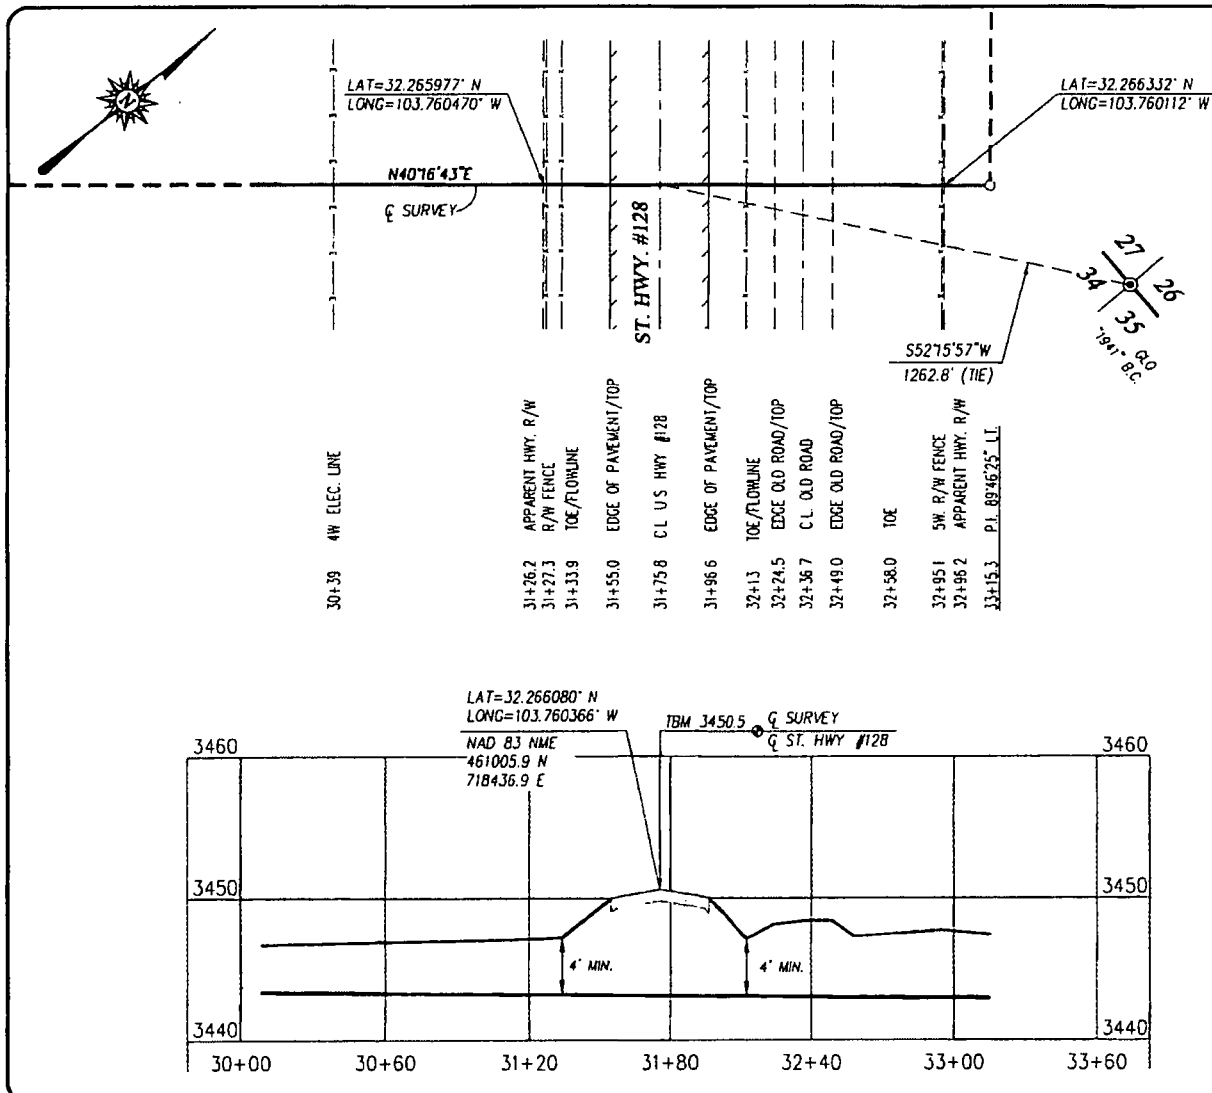 N
LAT=32.265977° N
LONG=103.760470° W
LAT=32.266332° N
LONG=103.760112° W
N40°16'43"E
℄ SURVEY
ST. HWY. #128
27
34
26
35
"1941" B.C.
GLO
S52°15'57"W
1262.8' (TIE)
30+39 4W ELEC. LINE
31+26.2 APPARENT HWY. R/W
31+27.3 R/W FENCE
31+33.9 TOE/FLOWLINE
31+55.0 EDGE OF PAVEMENT/TOP
31+75.8 C.L. U S HWY #128
31+96.6 EDGE OF PAVEMENT/TOP
32+13 TOE/FLOWLINE
32+24.5 EDGE OLD ROAD/TOP
32+36.7 C.L. OLD ROAD
32+49.0 EDGE OLD ROAD/TOP
32+58.0 TOE
32+95.1 5W. R/W FENCE
32+96.2 APPARENT HWY. R/W
33+15.3 P.I. 89°46'25" LT.
LAT=32.266080° N
LONG=103.760366° W
NAD 83 NME
461005.9 N
718436.9 E
TBM 3450.5
℄ SURVEY
℄ ST. HWY #128
3460 3460
3450 3450
4' MIN. 4' MIN.
3440 3440
30+00 30+60 31+20 31+80 32+40 33+00 33+60